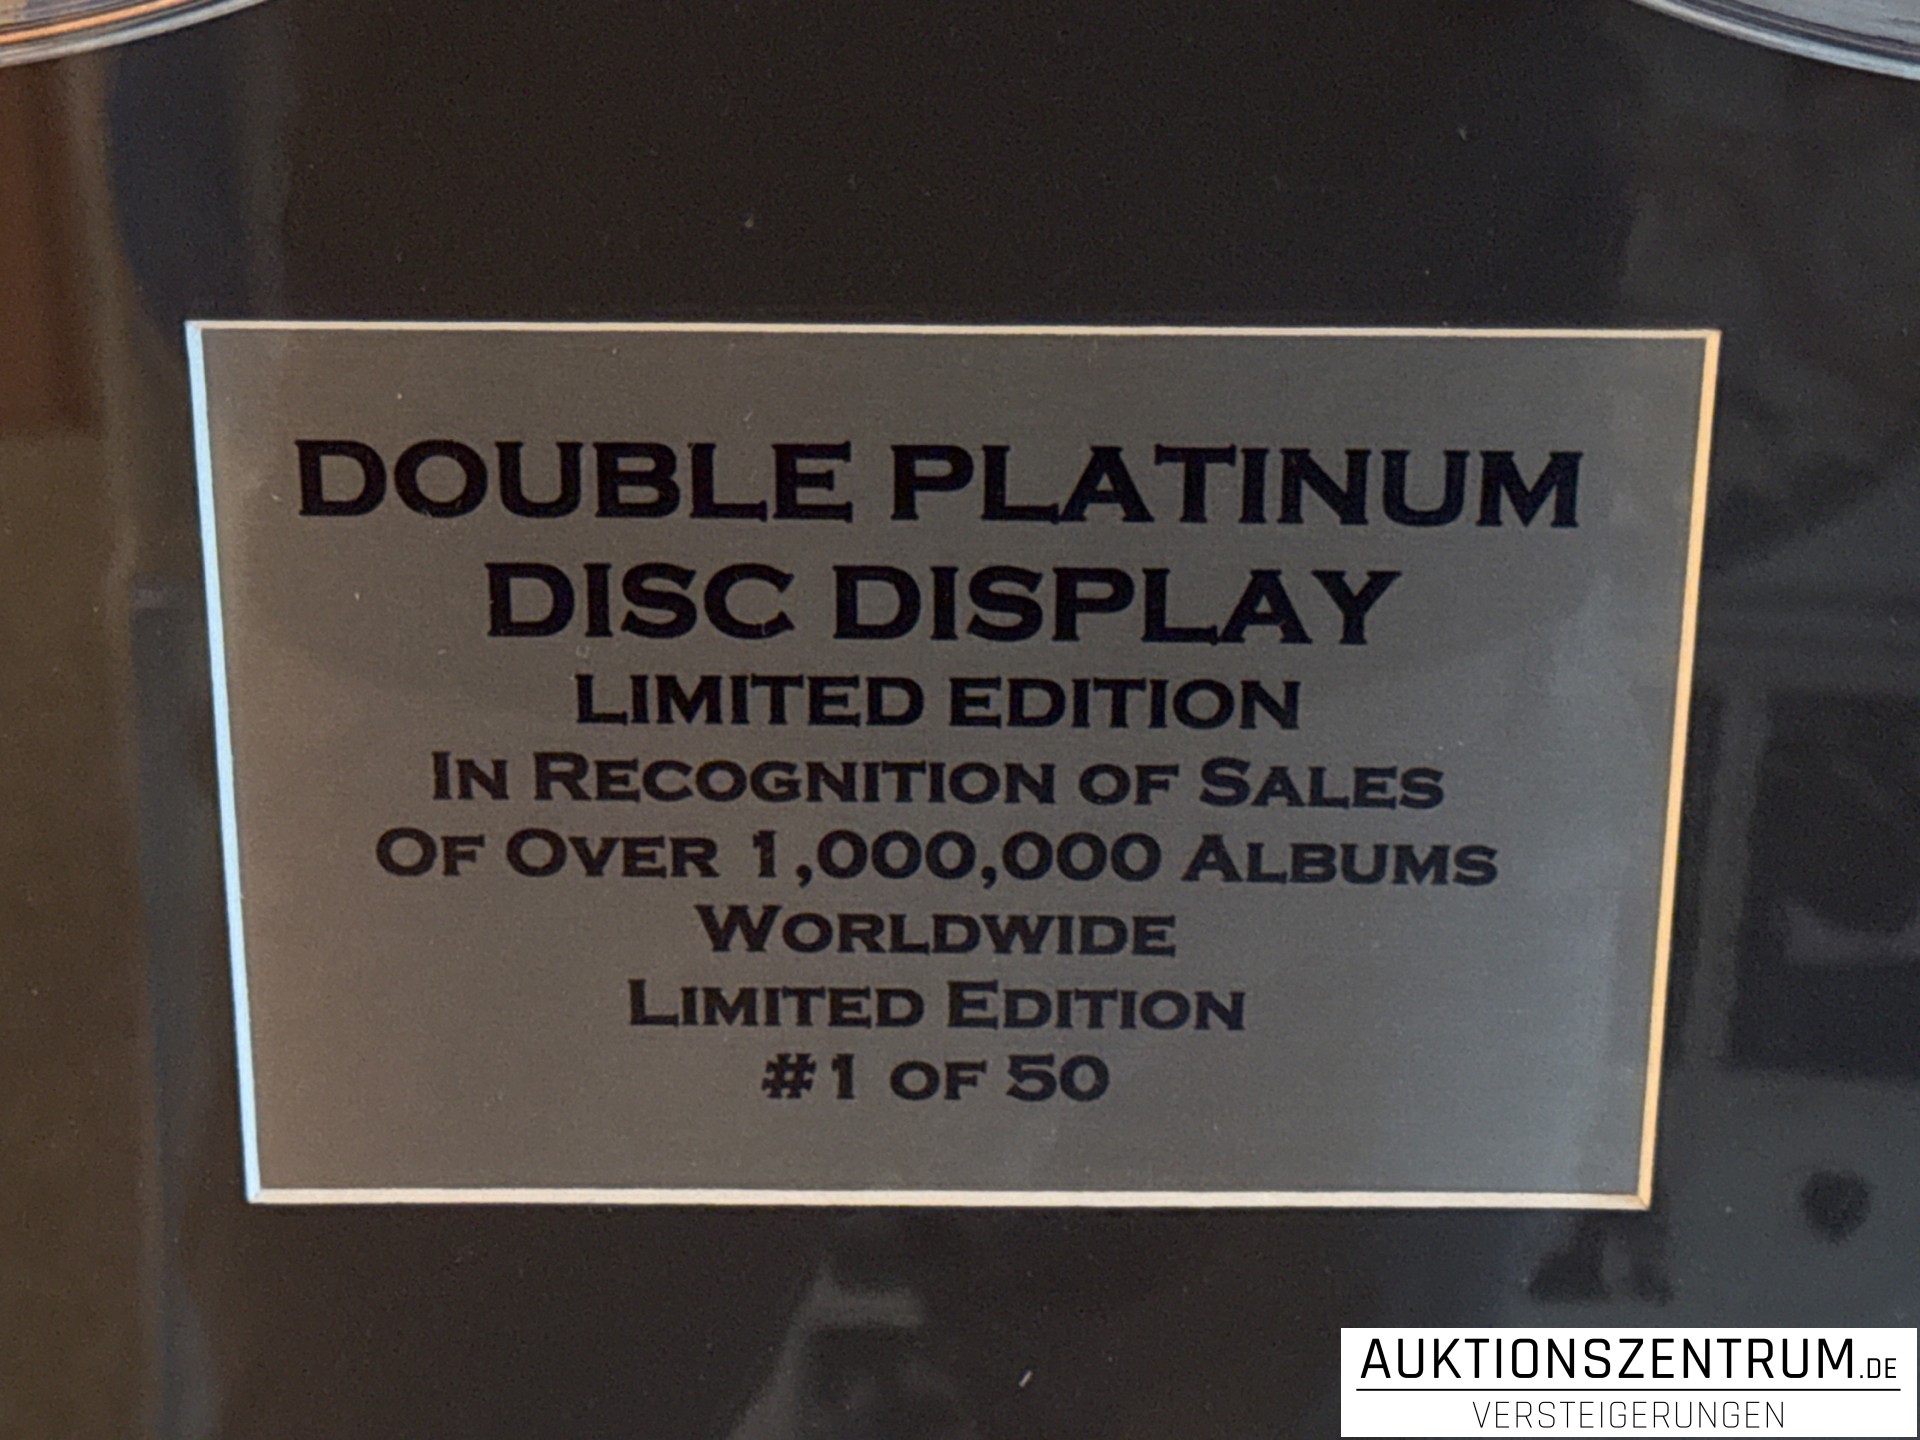 DOUBLE PLATINUM
DISC DISPLAY
LIMITED EDITION
IN RECOGNITION OF SALES
OF OVER 1,000,000 ALBUMS
WORLDWIDE
LIMITED EDITION
#1 OF 50
AUKTIONSZENTRUM.DE
VERSTEIGERUNGEN